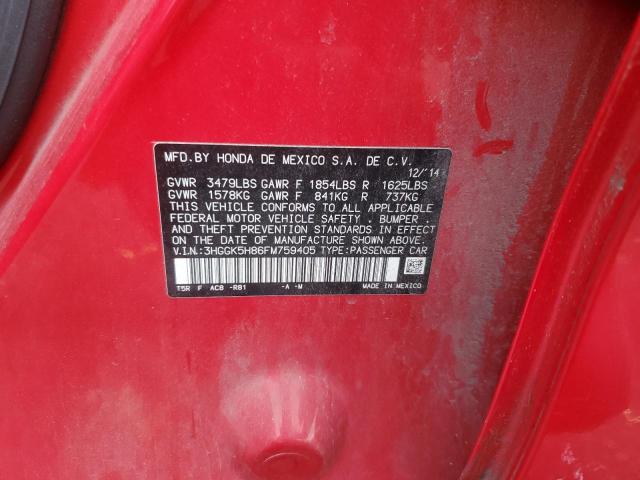 MFD.BY HONDA DE MEXICO S.A. DE C.V.
12/'14
GVWR 3479LBS GAWR F 1854LBS R 1625LBS
GVWR 1578KG GAWR F 841KG R 737KG
THIS VEHICLE CONFORMS TO ALL APPLICABLE
FEDERAL MOTOR VEHICLE SAFETY , BUMPER ,
AND THEFT PREVENTION STANDARDS IN EFFECT
ON THE DATE OF MANUFACTURE SHOWN ABOVE.
V.I.N.:3HGGK5H86FM759405 TYPE:PASSENGER CAR
T5R F AC8 -R81 -A -M MADE IN MEXICO